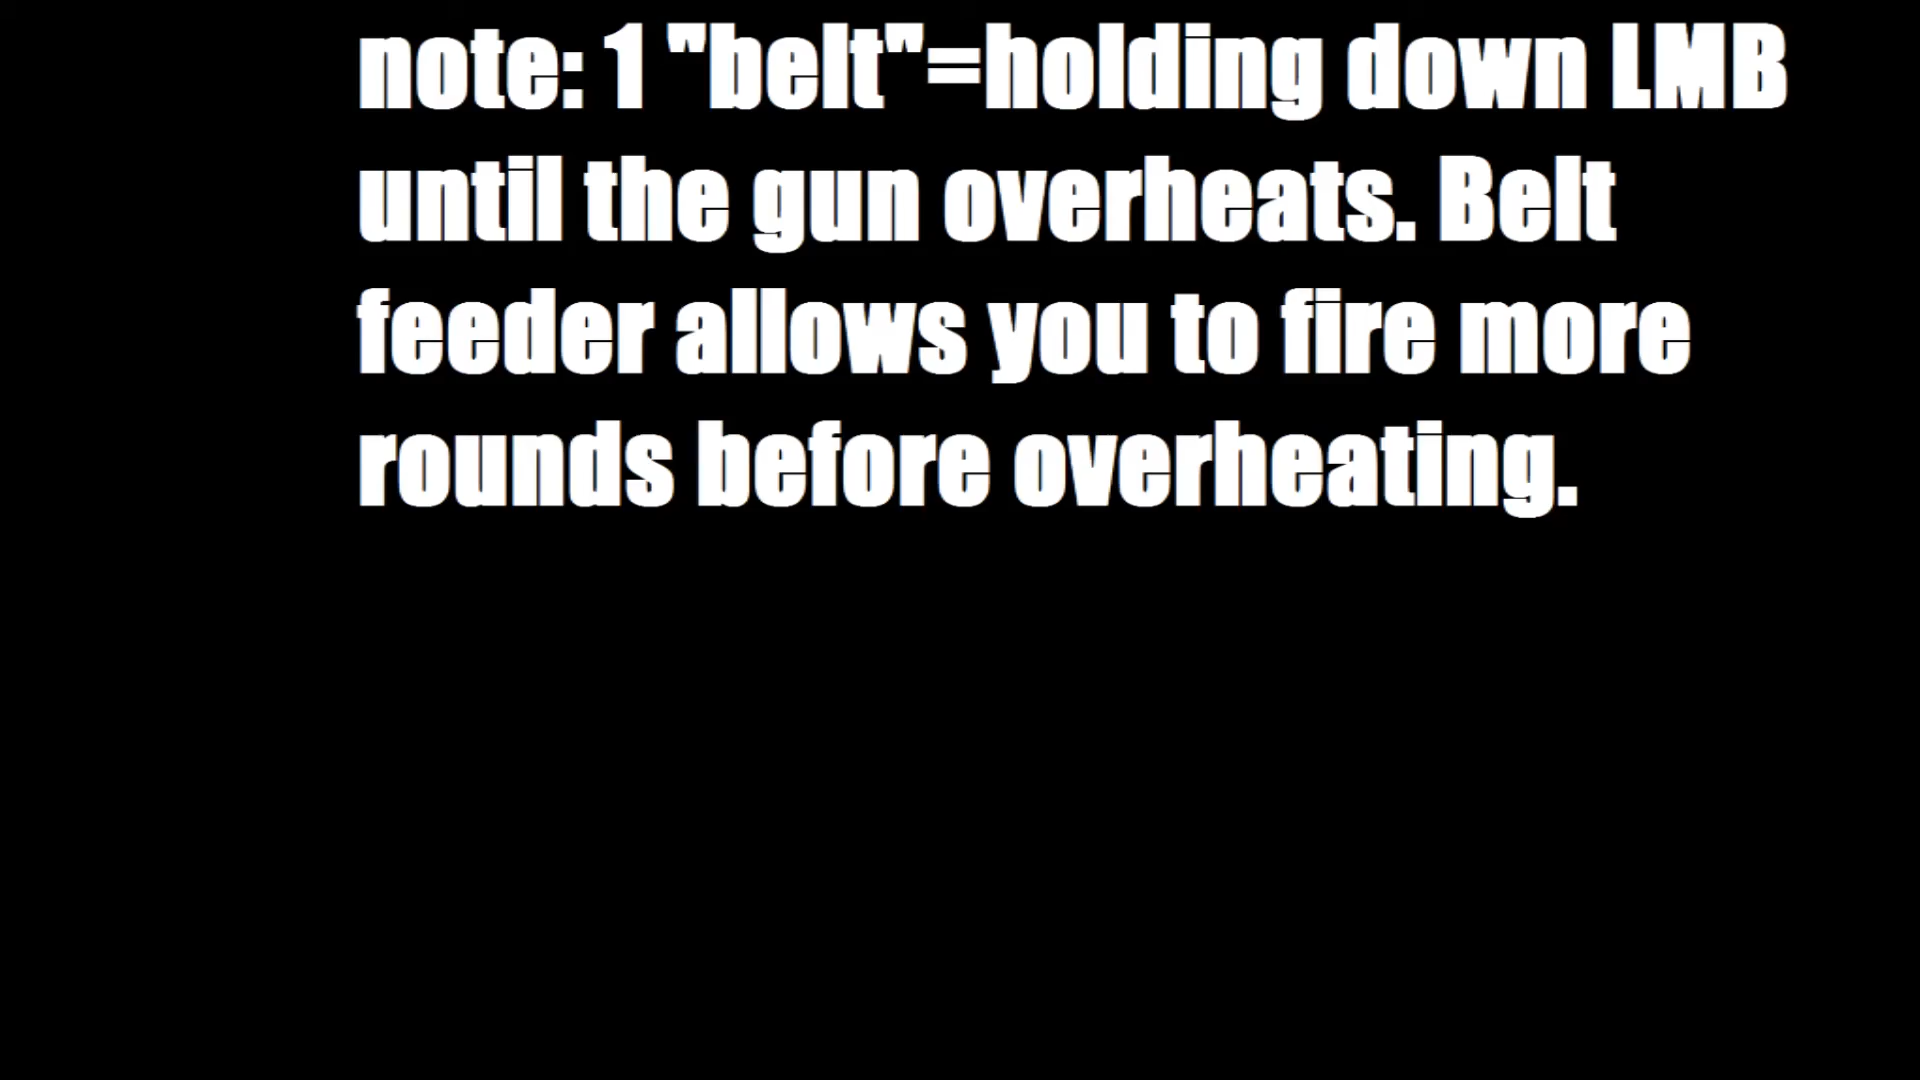 note: 1 "belt"=holding down LMB
until the gun overheats. Belt
feeder allows you to fire more
rounds before overheating.